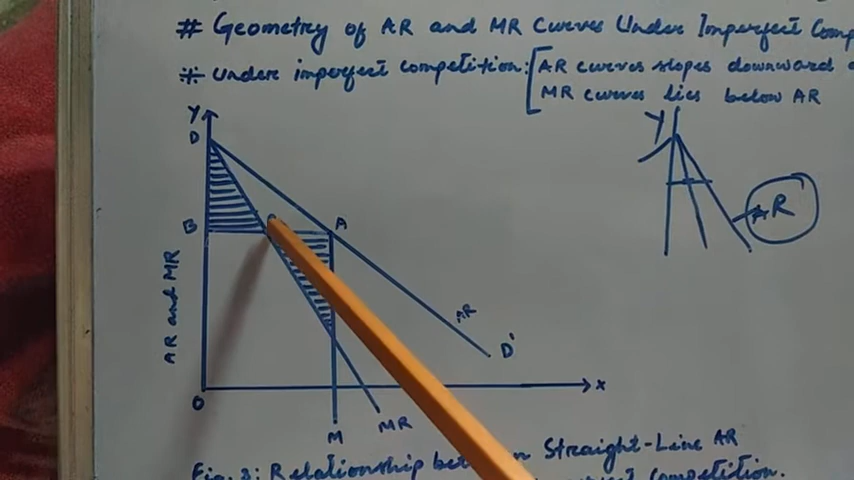 # Geometry of AR and MR Curves Under Imperfect Comp
* Under imperfect competition: AR curves slopes downward
MR curves lies below AR
Y
D
B
A
AR and MR
AR
D'
O
X
M
MR
Y
AR
Fig. 3: Relationship bet n Straight-Line AR
competition.